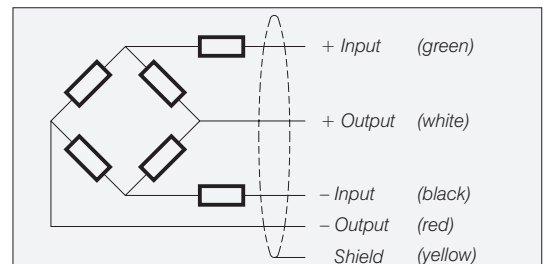 + Input (green)
+ Output (white)
– Input (black)
– Output (red)
Shield (yellow)